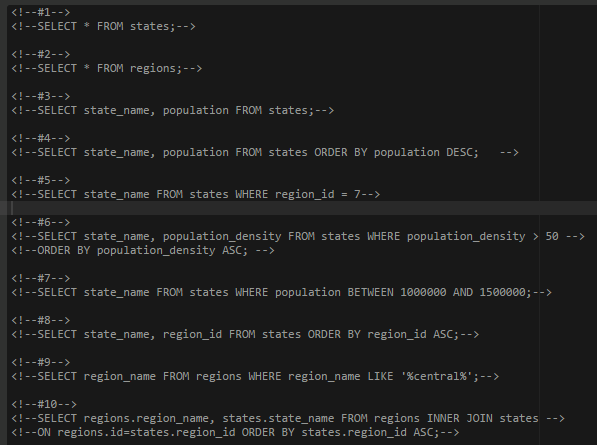 <!--#1-->
<!--SELECT * FROM states;-->
<!--#2-->
<!--SELECT * FROM regions;-->
<!--#3-->
<!--SELECT state_name, population FROM states;-->
<!--#4-->
<!--SELECT state_name, population FROM states ORDER BY population DESC;   -->
<!--#5-->
<!--SELECT state_name FROM states WHERE region_id = 7-->
<!--#6-->
<!--SELECT state_name, population_density FROM states WHERE population_density > 50 -->
<!--ORDER BY population_density ASC; -->
<!--#7-->
<!--SELECT state_name FROM states WHERE population BETWEEN 1000000 AND 1500000;-->
<!--#8-->
<!--SELECT state_name, region_id FROM states ORDER BY region_id ASC;-->
<!--#9-->
<!--SELECT region_name FROM regions WHERE region_name LIKE '%central%';-->
<!--#10-->
<!--SELECT regions.region_name, states.state_name FROM regions INNER JOIN states -->
<!--ON regions.id=states.region_id ORDER BY states.region_id ASC;-->